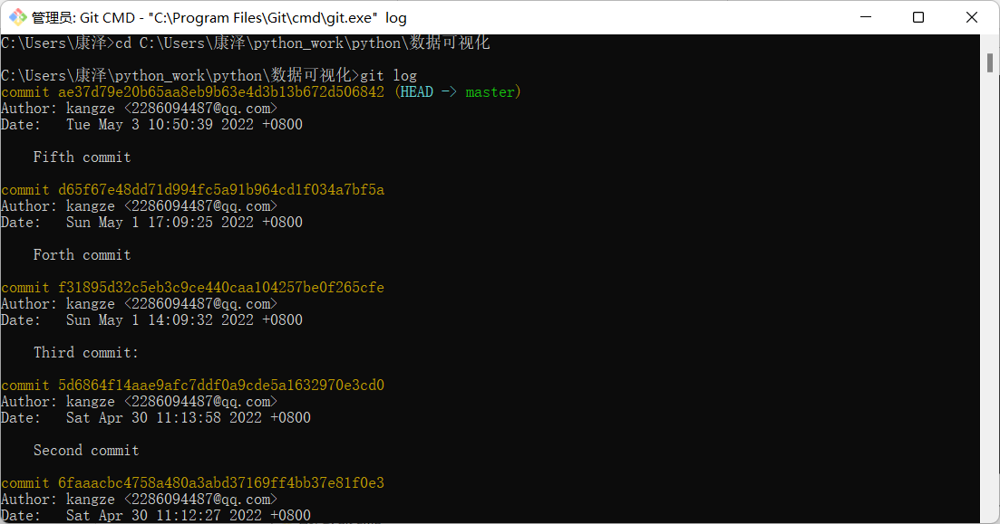 管理员: Git CMD - "C:\Program Files\Git\cmd\git.exe" log
C:\Users\康泽>cd C:\Users\康泽\python_work\python\数据可视化
C:\Users\康泽\python_work\python\数据可视化>git log
commit ae37d79e20b65aa8eb9b63e4d3b13b672d506842 (HEAD -> master)
Author: kangze <2286094487@qq.com>
Date:   Tue May 3 10:50:39 2022 +0800
Fifth commit
commit d65f67e48dd71d994fc5a91b964cd1f034a7bf5a
Author: kangze <2286094487@qq.com>
Date:   Sun May 1 17:09:25 2022 +0800
Forth commit
commit f31895d32c5eb3c9ce440caa104257be0f265cfe
Author: kangze <2286094487@qq.com>
Date:   Sun May 1 14:09:32 2022 +0800
Third commit:
commit 5d6864f14aae9afc7ddf0a9cde5a1632970e3cd0
Author: kangze <2286094487@qq.com>
Date:   Sat Apr 30 11:13:58 2022 +0800
Second commit
commit 6faaacbc4758a480a3abd37169ff4bb37e81f0e3
Author: kangze <2286094487@qq.com>
Date:   Sat Apr 30 11:12:27 2022 +0800